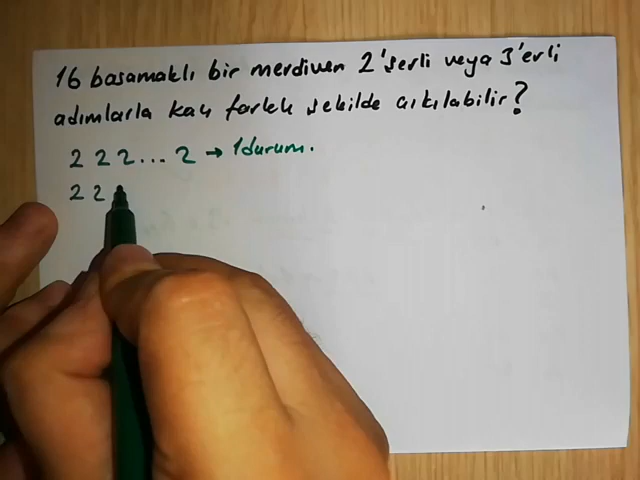 16 basamaklı bir merdiven 2'serli veya 3'erli
adımlarla kaç farklı şekilde çıkılabilir?
2 2 2 ... 2 → 1 durum.
2 2